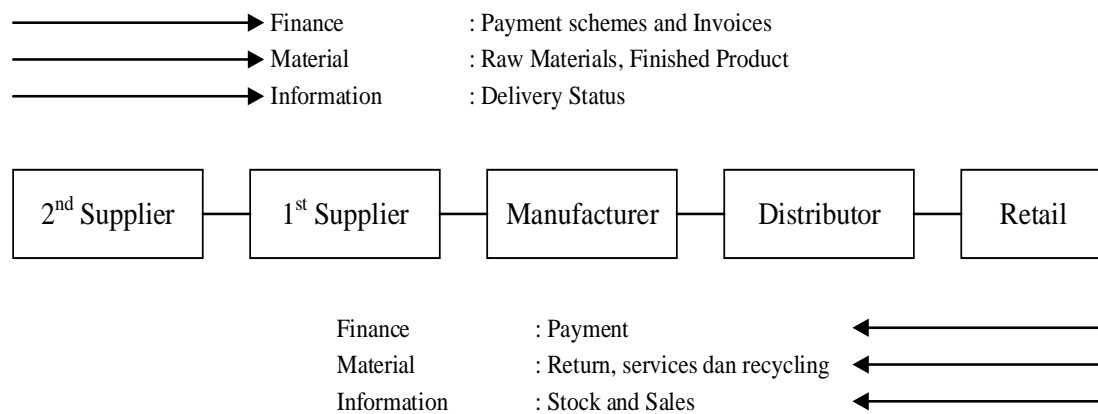 Finance : Payment schemes and Invoices
Material : Raw Materials, Finished Product
Information : Delivery Status
2nd Supplier 1st Supplier Manufacturer Distributor Retail
Finance : Payment
Material : Return, services dan recycling
Information : Stock and Sales